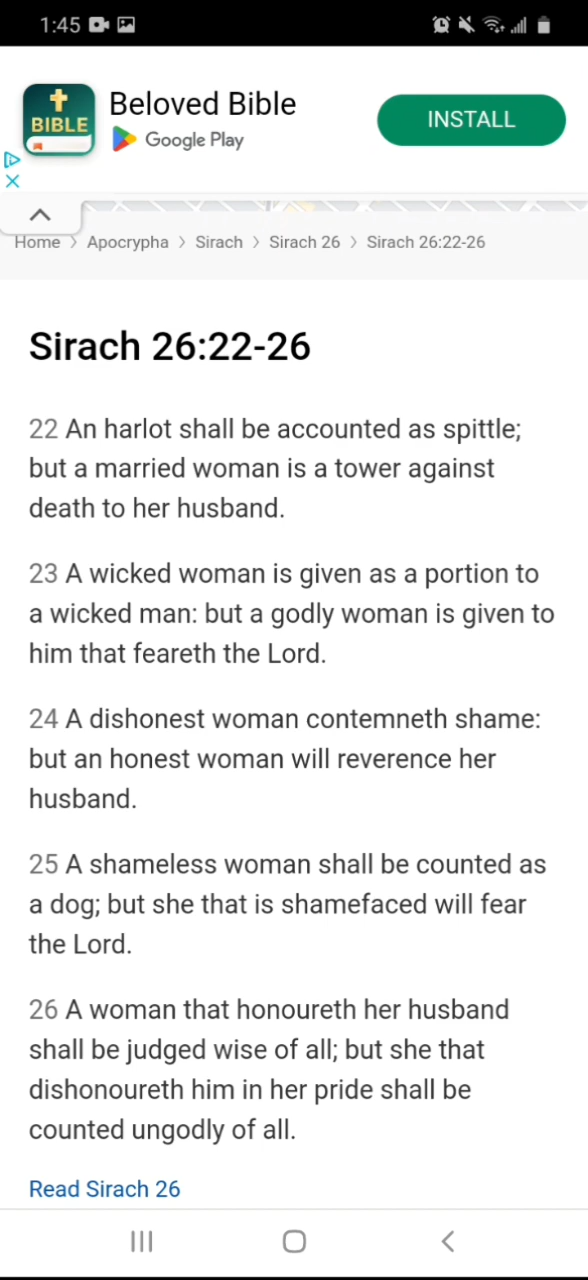 1:45
BIBLE
Beloved Bible
Google Play
INSTALL
Home > Apocrypha > Sirach > Sirach 26 > Sirach 26:22-26
Sirach 26:22-26
22 An harlot shall be accounted as spittle;
but a married woman is a tower against
death to her husband.
23 A wicked woman is given as a portion to
a wicked man: but a godly woman is given to
him that feareth the Lord.
24 A dishonest woman contemneth shame:
but an honest woman will reverence her
husband.
25 A shameless woman shall be counted as
a dog; but she that is shamefaced will fear
the Lord.
26 A woman that honoureth her husband
shall be judged wise of all; but she that
dishonoureth him in her pride shall be
counted ungodly of all.
Read Sirach 26